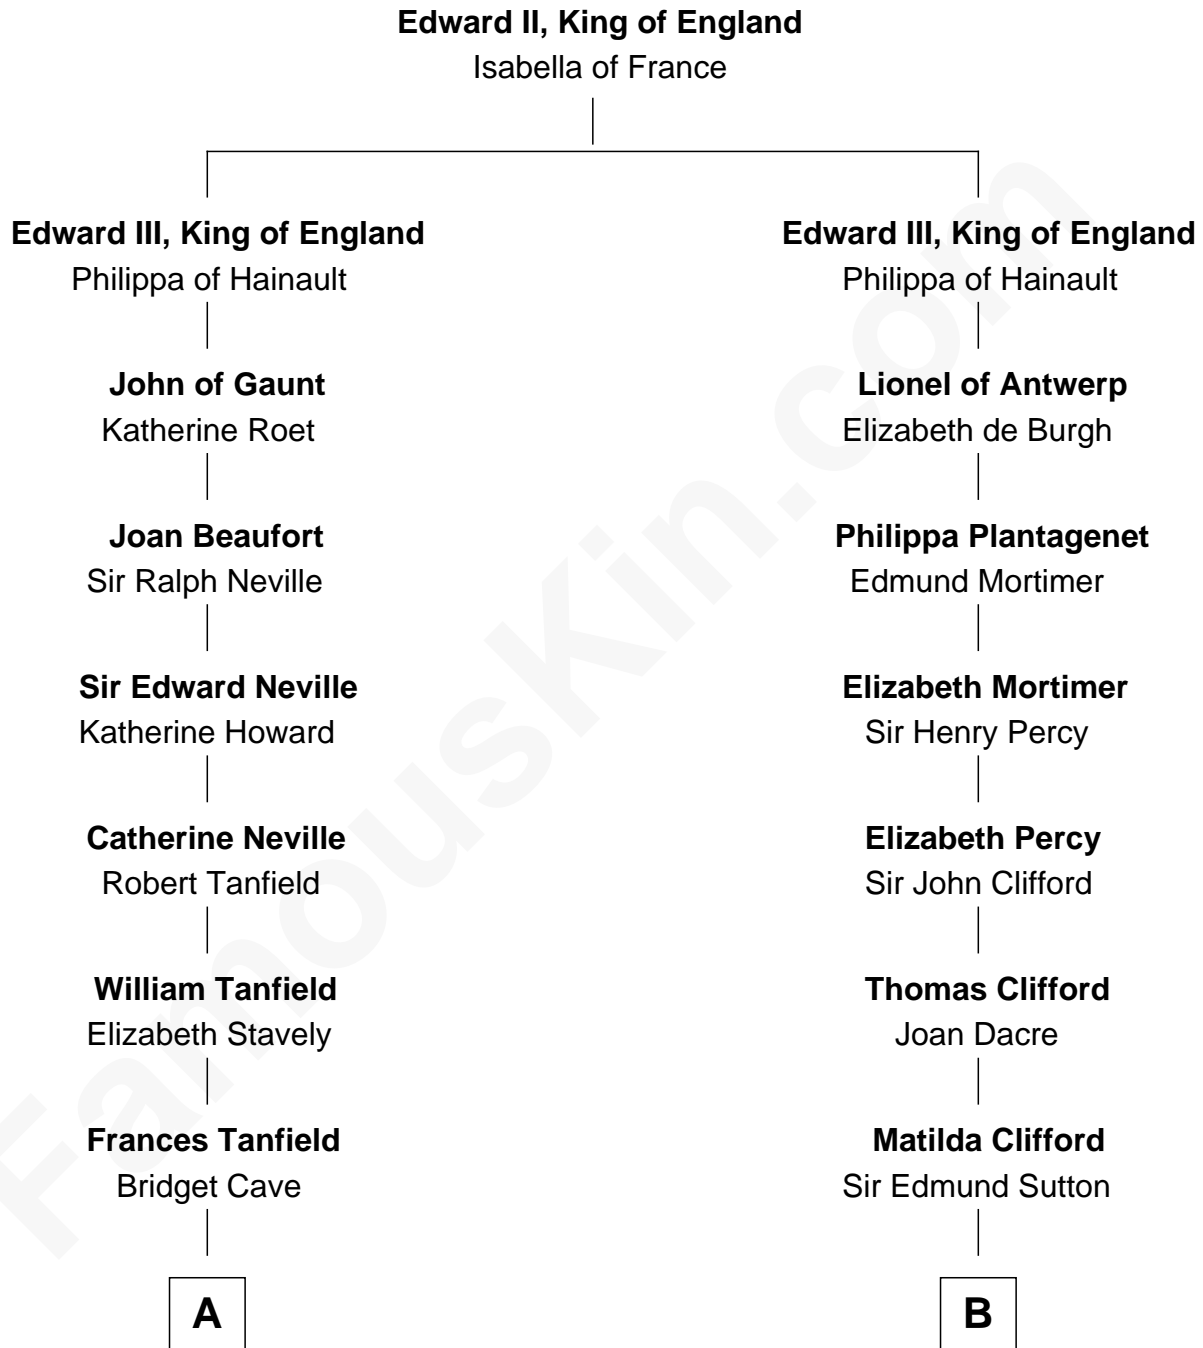 Edward II, King of England
Isabella of France
Edward III, King of England
Philippa of Hainault
John of Gaunt
Katherine Roet
Joan Beaufort
Sir Ralph Neville
Sir Edward Neville
Katherine Howard
Catherine Neville
Robert Tanfield
William Tanfield
Elizabeth Stavely
Frances Tanfield
Bridget Cave
A
Edward III, King of England
Philippa of Hainault
Lionel of Antwerp
Elizabeth de Burgh
Philippa Plantagenet
Edmund Mortimer
Elizabeth Mortimer
Sir Henry Percy
Elizabeth Percy
Sir John Clifford
Thomas Clifford
Joan Dacre
Matilda Clifford
Sir Edmund Sutton
B
FamousKin.com